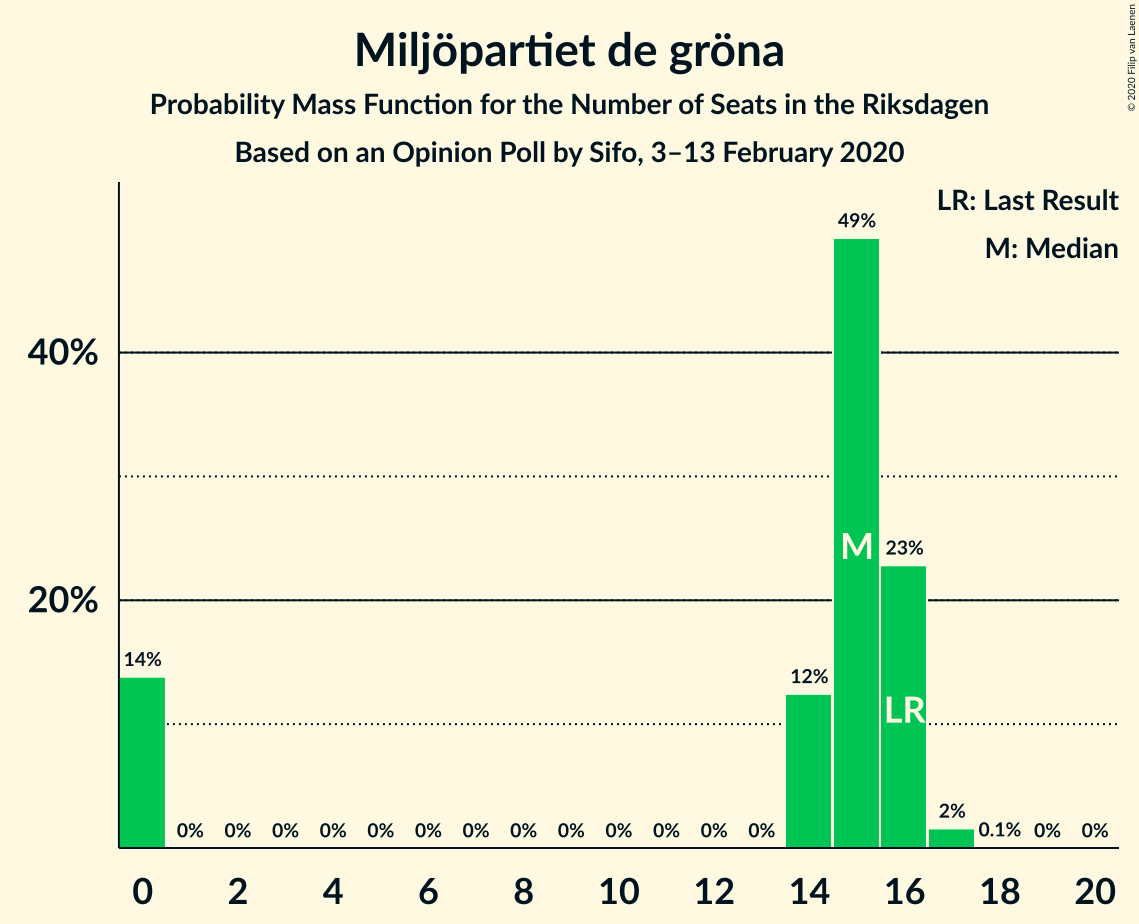 Miljöpartiet de gröna
Probability Mass Function for the Number of Seats in the Riksdagen
Based on an Opinion Poll by Sifo, 3–13 February 2020
© 2020 Filip van Laenen
LR: Last Result
M: Median
40%
20%
14% 0% 0% 0% 0% 0% 0% 0% 0% 0% 0% 0% 0% 0% 12% 49% 23% 2% 0.1% 0% 0%
M
LR
0 2 4 6 8 10 12 14 16 18 20